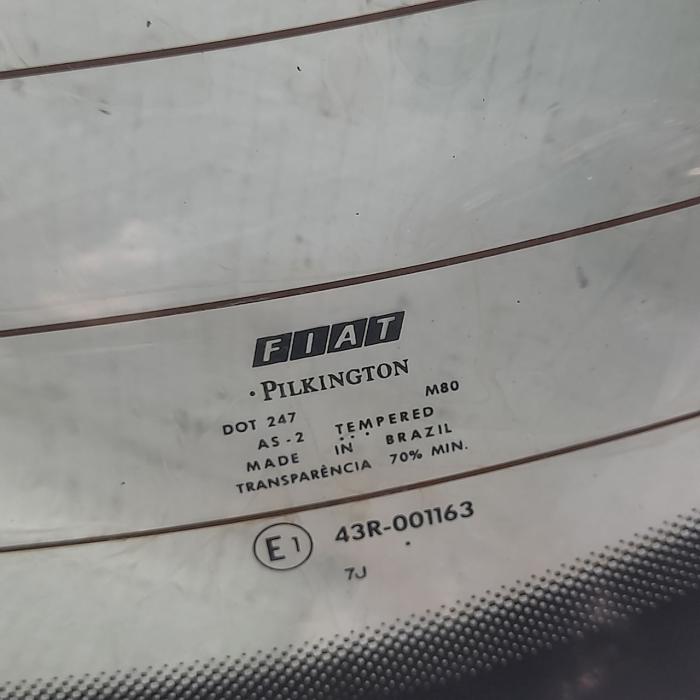 FIAT
PILKINGTON
DOT 247 M80
AS-2 TEMPERED
MADE IN BRAZIL
TRANSPARÊNCIA 70% MIN.
E1 43R-001163
7J